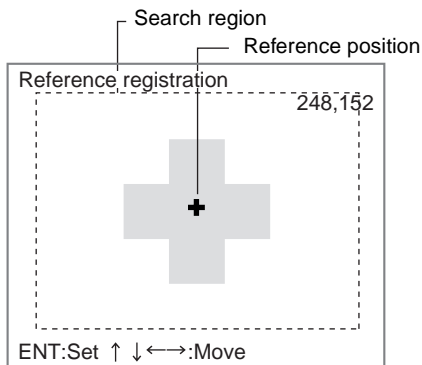 Search region
Reference position
Reference registration
248,152
ENT:Set ↑ ↓ ←→:Move